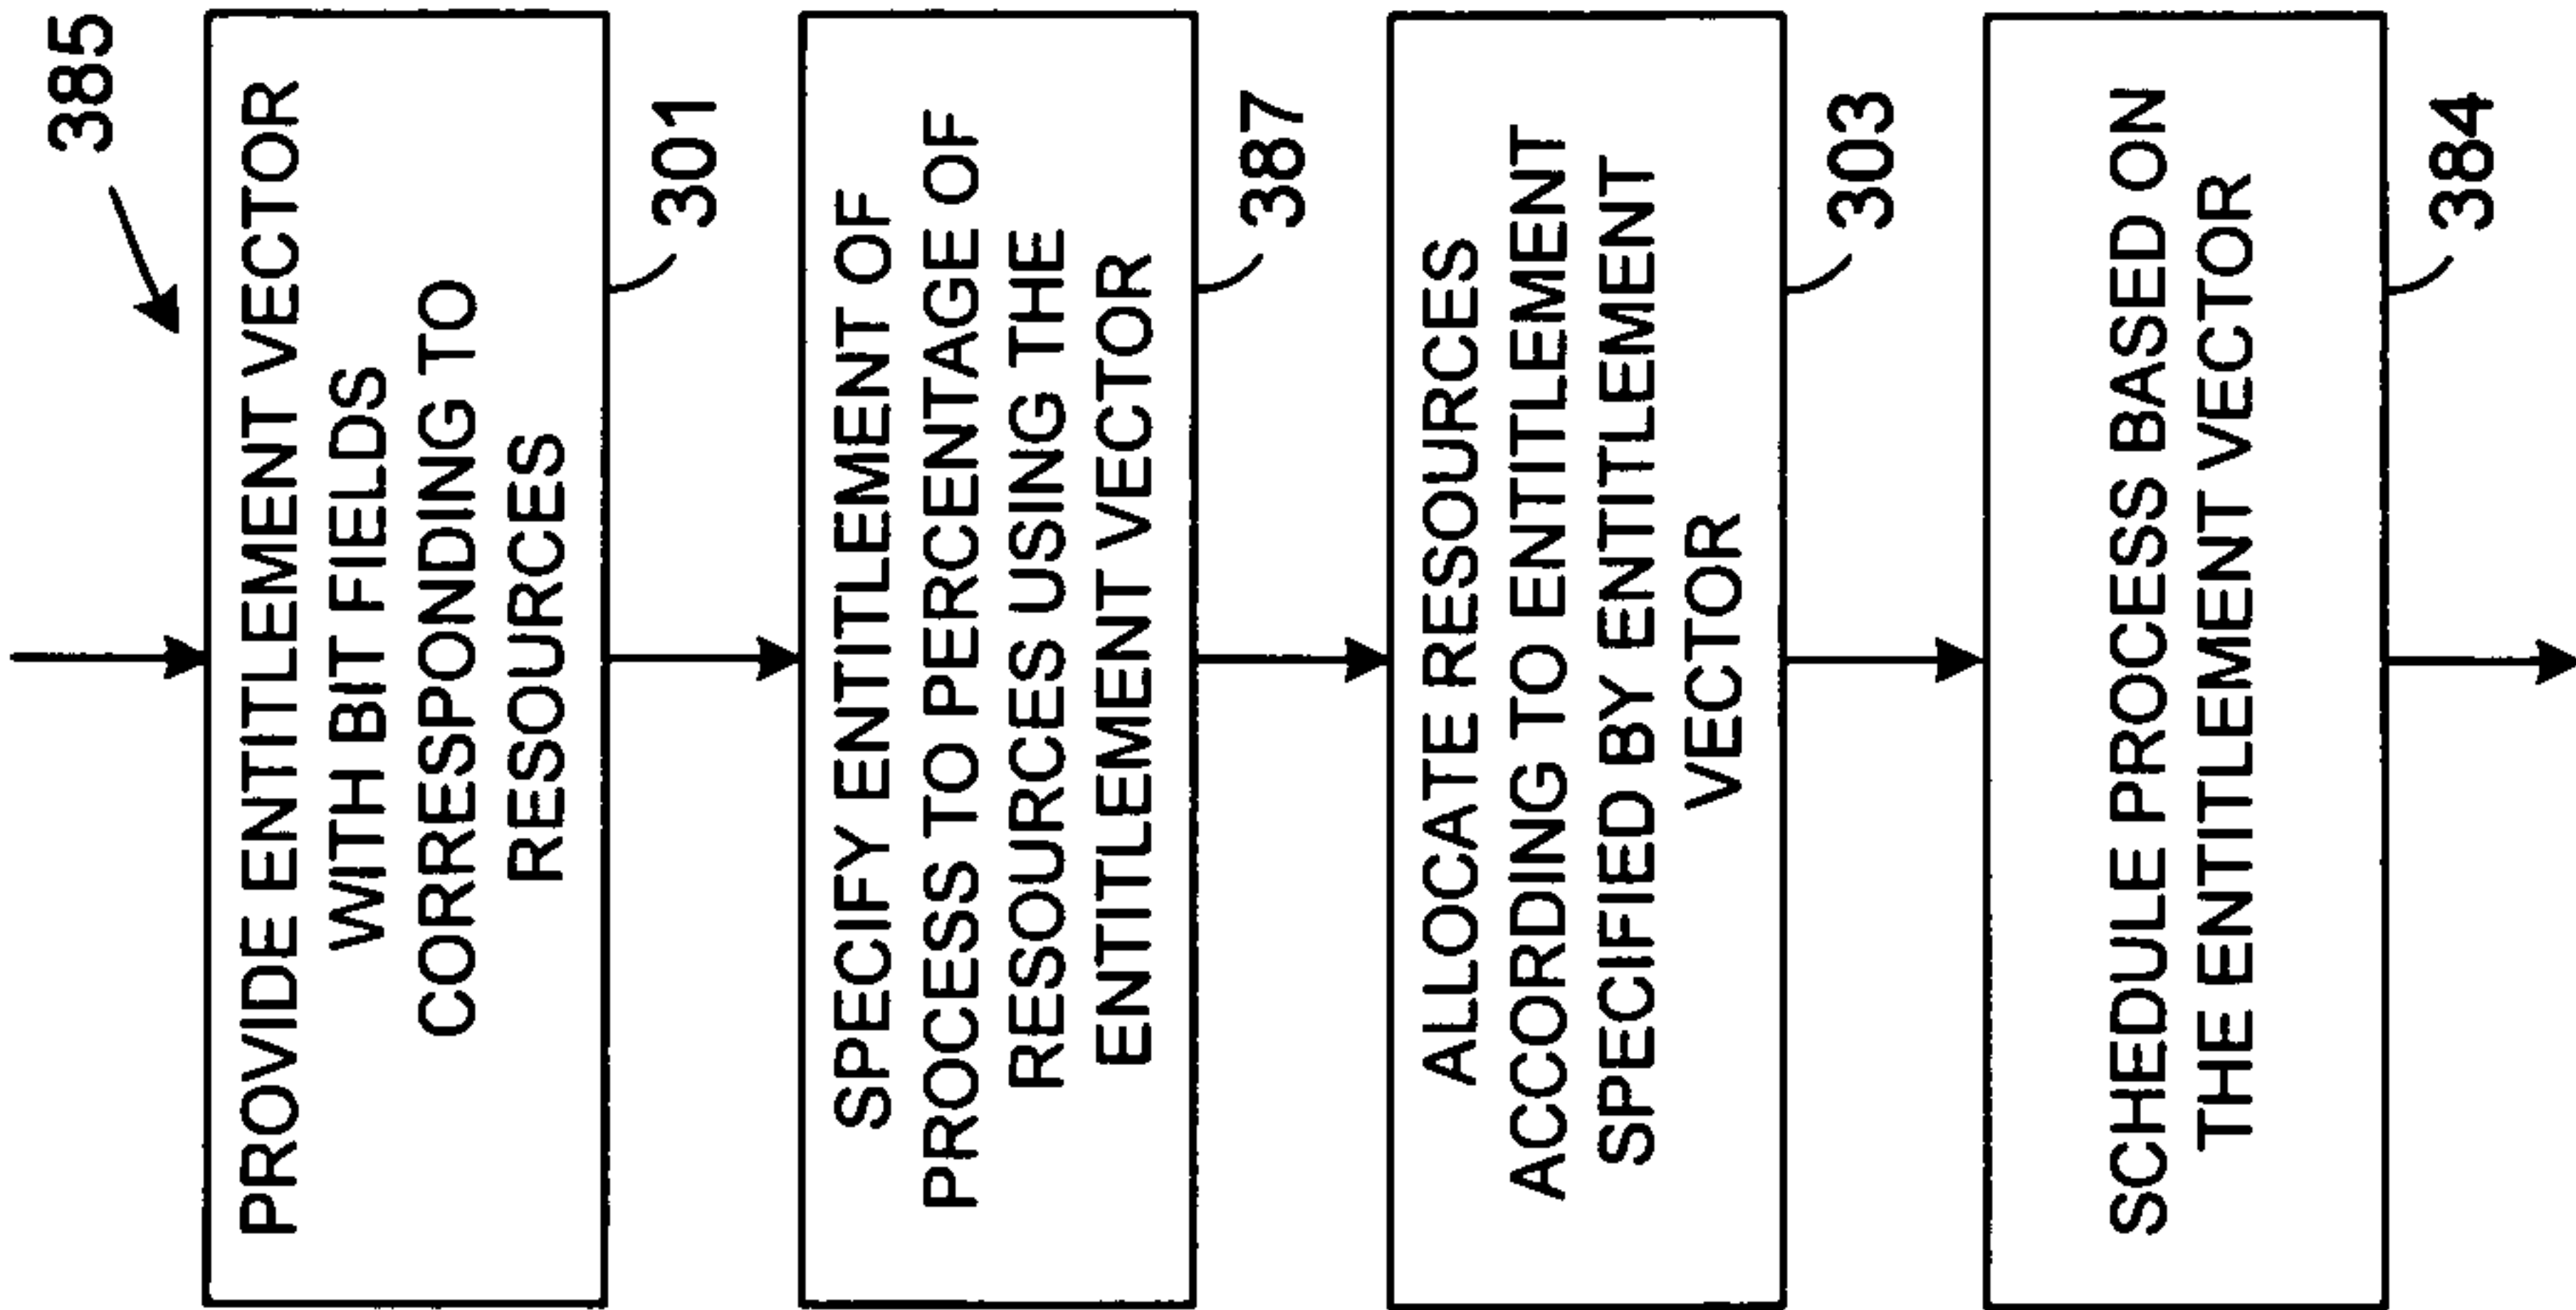 385
PROVIDE ENTITLEMENT VECTOR
WITH BIT FIELDS
CORRESPONDING TO
RESOURCES
301
SPECIFY ENTITLEMENT OF
PROCESS TO PERCENTAGE OF
RESOURCES USING THE
ENTITLEMENT VECTOR
387
ALLOCATE RESOURCES
ACCORDING TO ENTITLEMENT
SPECIFIED BY ENTITLEMENT
VECTOR
303
SCHEDULE PROCESS BASED ON
THE ENTITLEMENT VECTOR
384